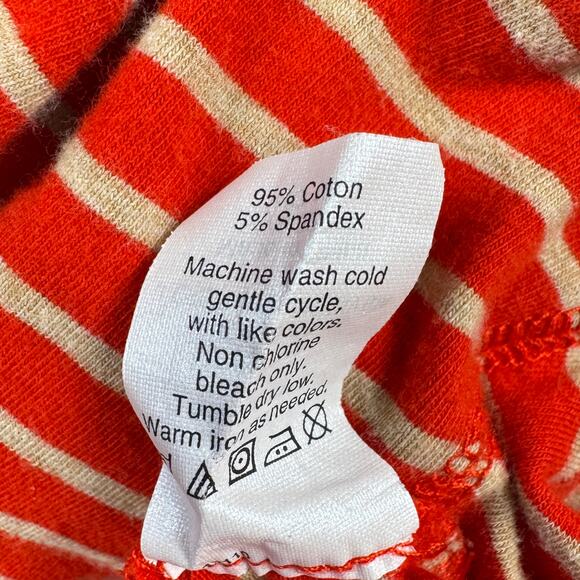 95% Coton
5% Spandex
Machine wash cold
gentle cycle,
with like colors.
Non chlorine
bleach only.
Tumble dry low.
Warm iron as needed.